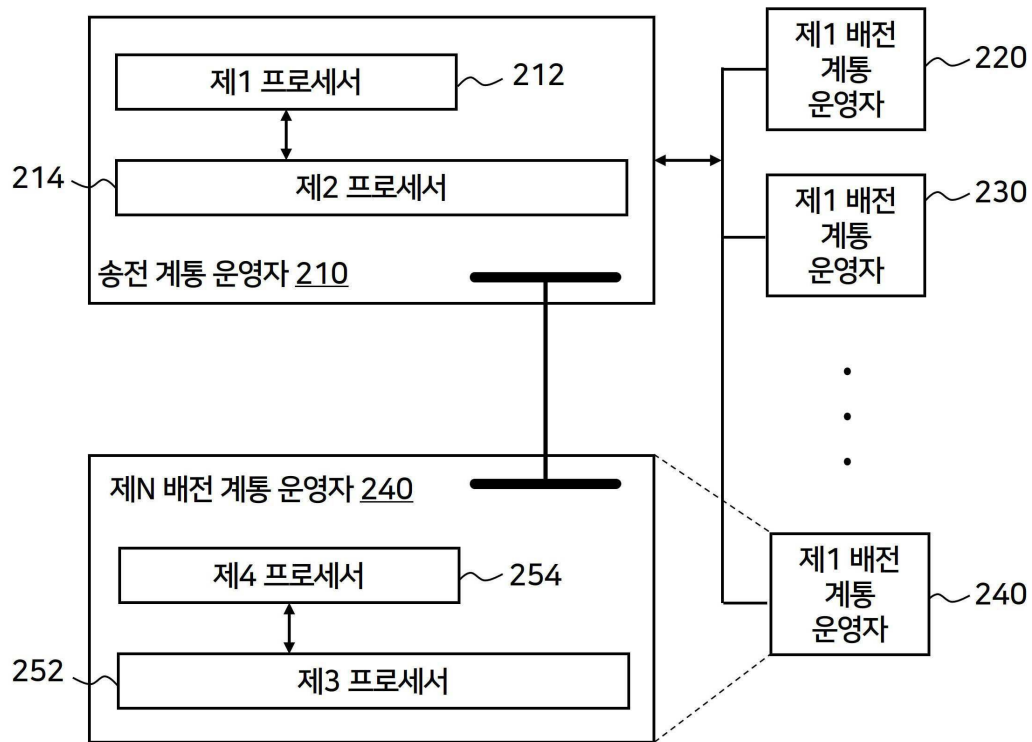 제1 프로세서
212
214
제2 프로세서
송전 계통 운영자 210
제1 배전
계통
운영자
220
제1 배전
계통
운영자
230
제N 배전 계통 운영자 240
제4 프로세서
254
252
제3 프로세서
제1 배전
계통
운영자
240